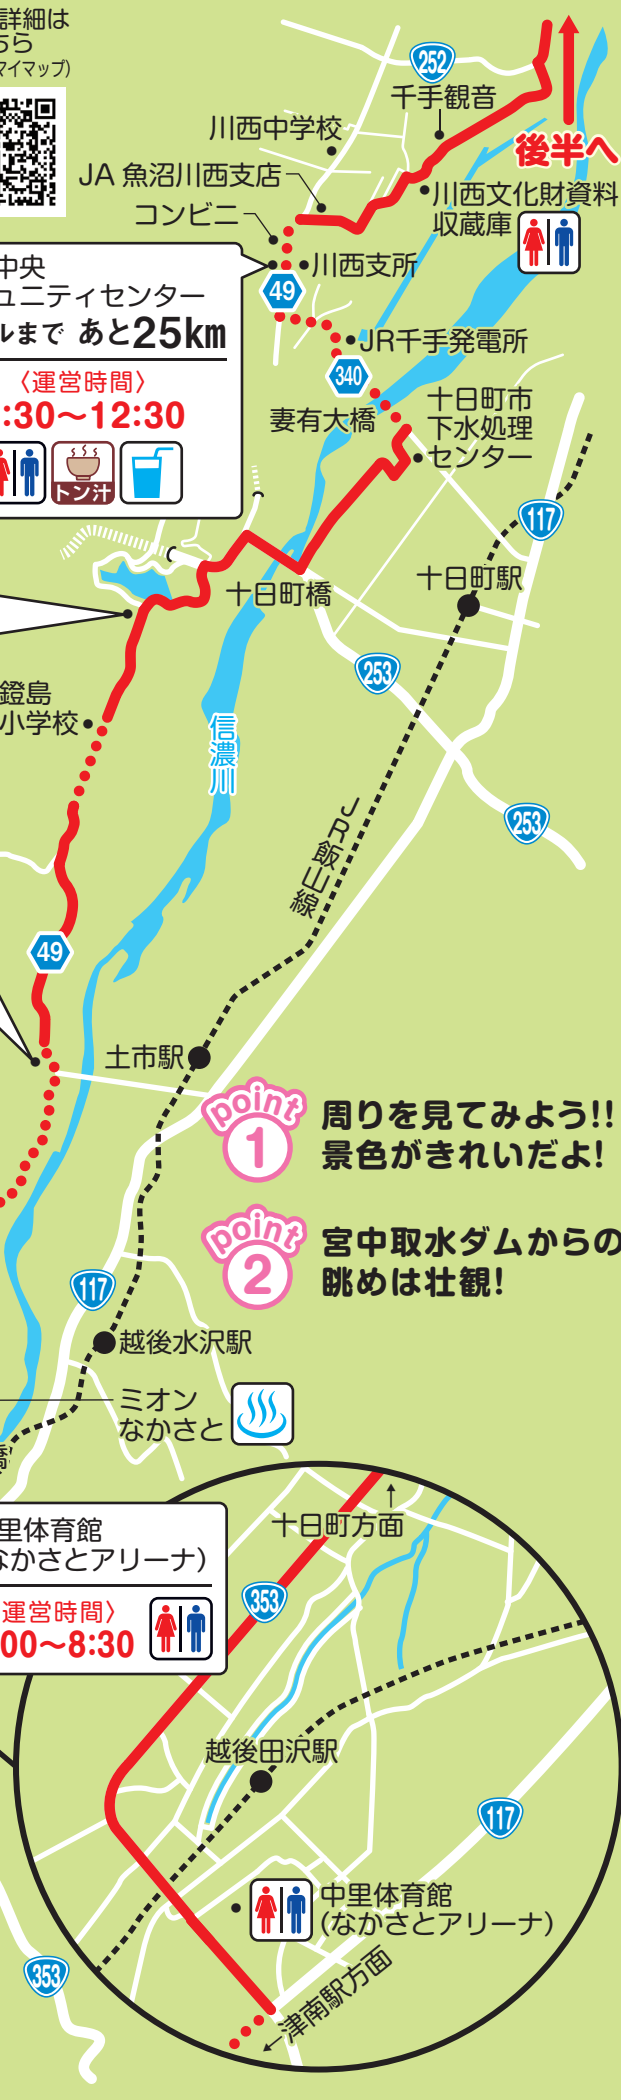 詳細は
ちら
マイマップ)
252
千手観音
川西中学校
後半へ
JA 魚沼川西支店
川西文化財資料
収蔵庫
コンビニ
川西支所
中央
ュニティセンター
ルまで あと25km
〈運営時間〉
:30～12:30
トン汁
49
JR千手発電所
340
妻有大橋
十日町市
下水処理
センター
117
十日町橋
十日町駅
253
鐙島
小学校
信濃川
253
JR飯山線
49
土市駅
point
1
周りを見てみよう!!
景色がきれいだよ!
point
2
宮中取水ダムからの
眺めは壮観!
117
越後水沢駅
ミオン
なかさと
橋
里体育館
なかさとアリーナ)
運営時間〉
00～8:30
十日町方面
353
越後田沢駅
117
中里体育館
(なかさとアリーナ)
津南駅方面
353